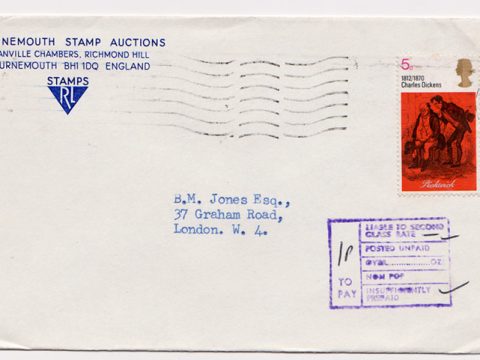 NEMOUTH STAMP AUCTIONS
ANVILLE CHAMBERS, RICHMOND HILL
URNEMOUTH BH1 1DQ ENGLAND
STAMPS
RL
5p
1812/1870
Charles Dickens
Pickwick
B.M. Jones Esq.,
37 Graham Road,
London. W. 4.
1p
TO
PAY
LIABLE TO SECOND
CLASS RATE
POSTED UNPAID
OZ
NON POP
INSUFFICIENTLY
PREPAID